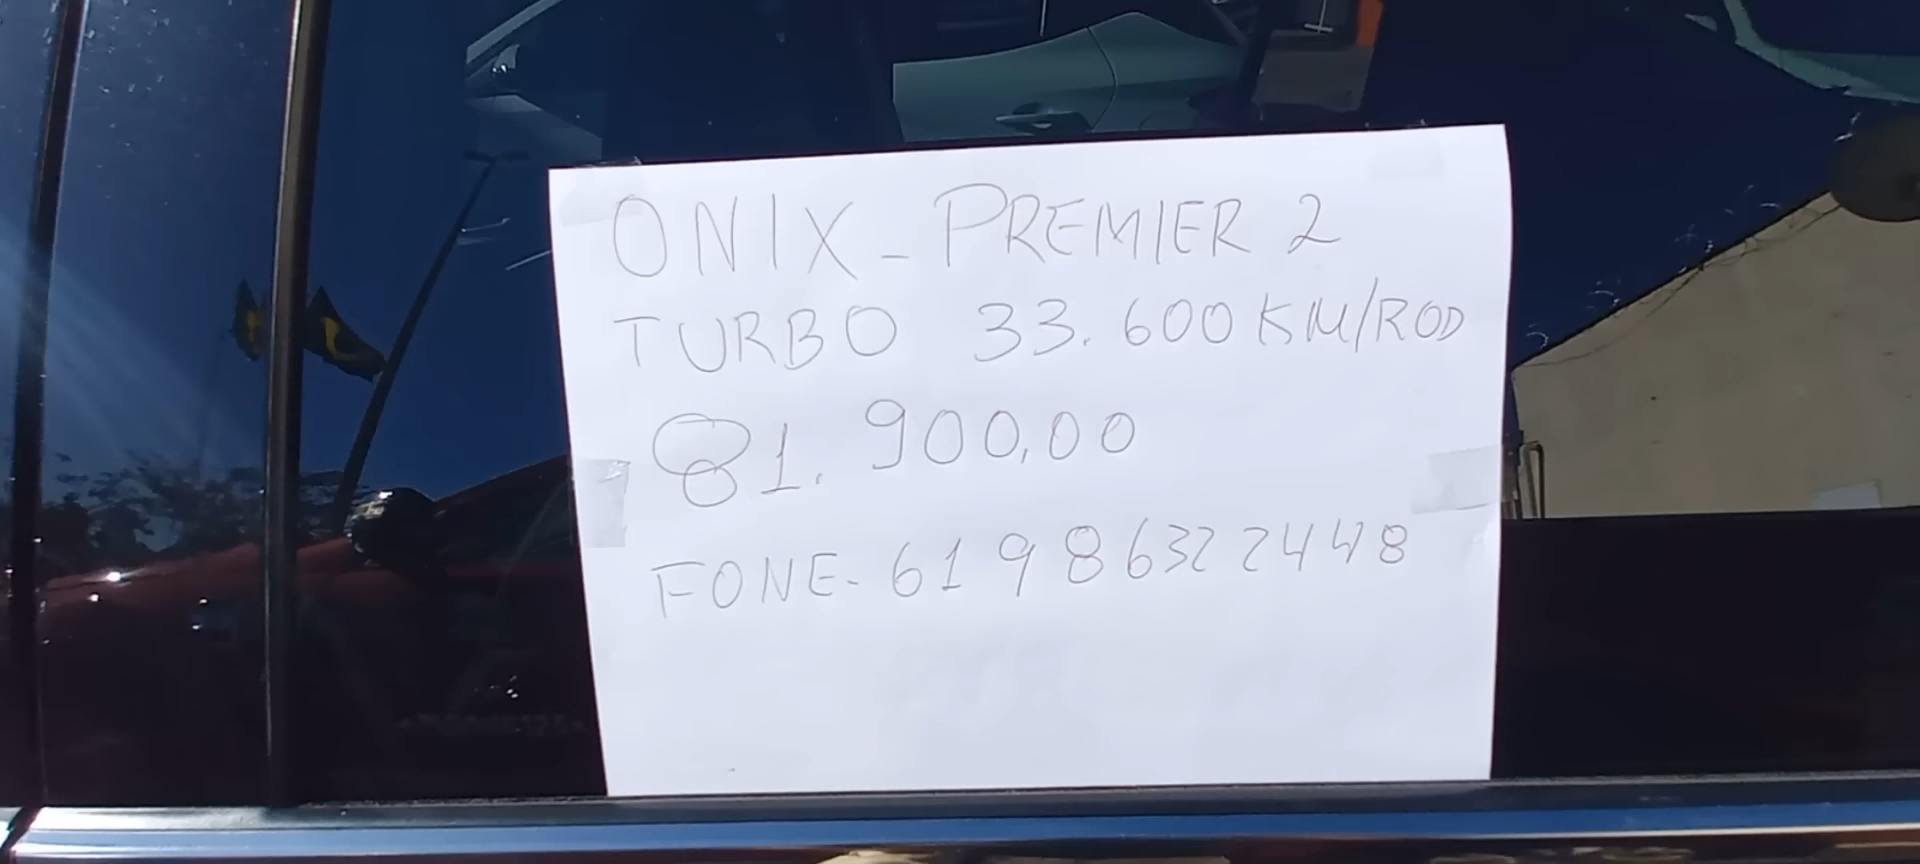 ONIX - PREMIER 2
TURBO 33.600 KM/ROD
81.900,00
FONE - 61 986322448